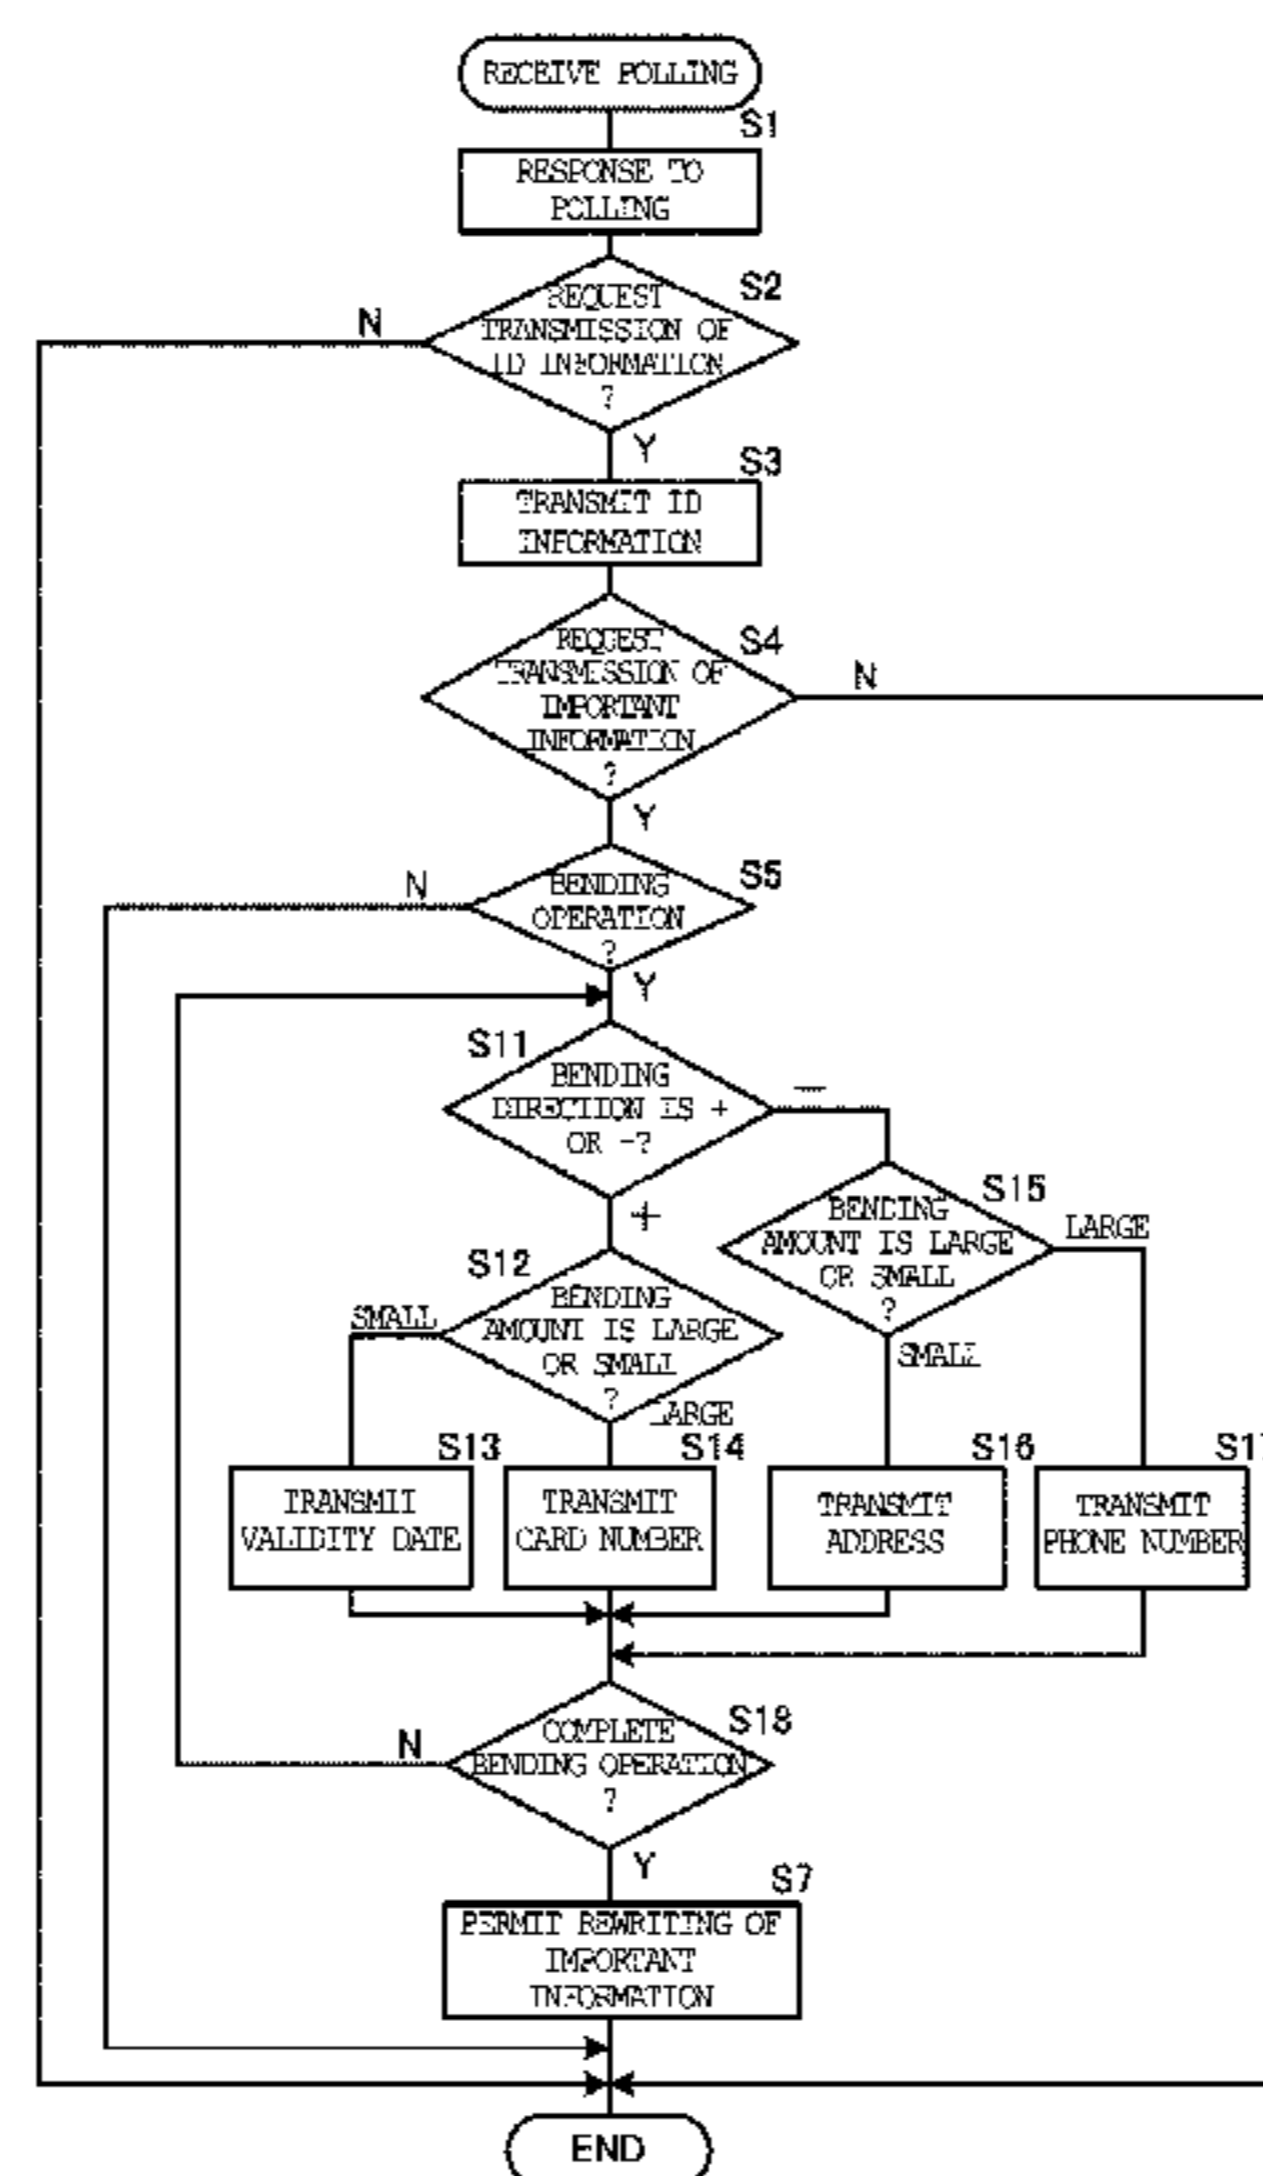 RECEIVE POLLING
S1
RESPONSE TO
POLLING
S2
REQUEST
TRANSMISSION OF
ID INFORMATION
?
N
Y
S3
TRANSMIT ID
INFORMATION
S4
REQUEST
TRANSMISSION OF
IMPORTANT
INFORMATION
?
N
Y
S5
BENDING
OPERATION
?
N
Y
S11
BENDING
DIRECTION IS +
OR -?
—
+
S15
BENDING
AMOUNT IS LARGE
OR SMALL
?
LARGE
SMALL
S12
BENDING
AMOUNT IS LARGE
OR SMALL
?
SMALL
LARGE
S13
TRANSMIT
VALIDITY DATE
S14
TRANSMIT
CARD NUMBER
S16
TRANSMIT
ADDRESS
S17
TRANSMIT
PHONE NUMBER
S18
COMPLETE
BENDING OPERATION
?
N
Y
S7
PERMIT REWRITING OF
IMPORTANT
INFORMATION
END